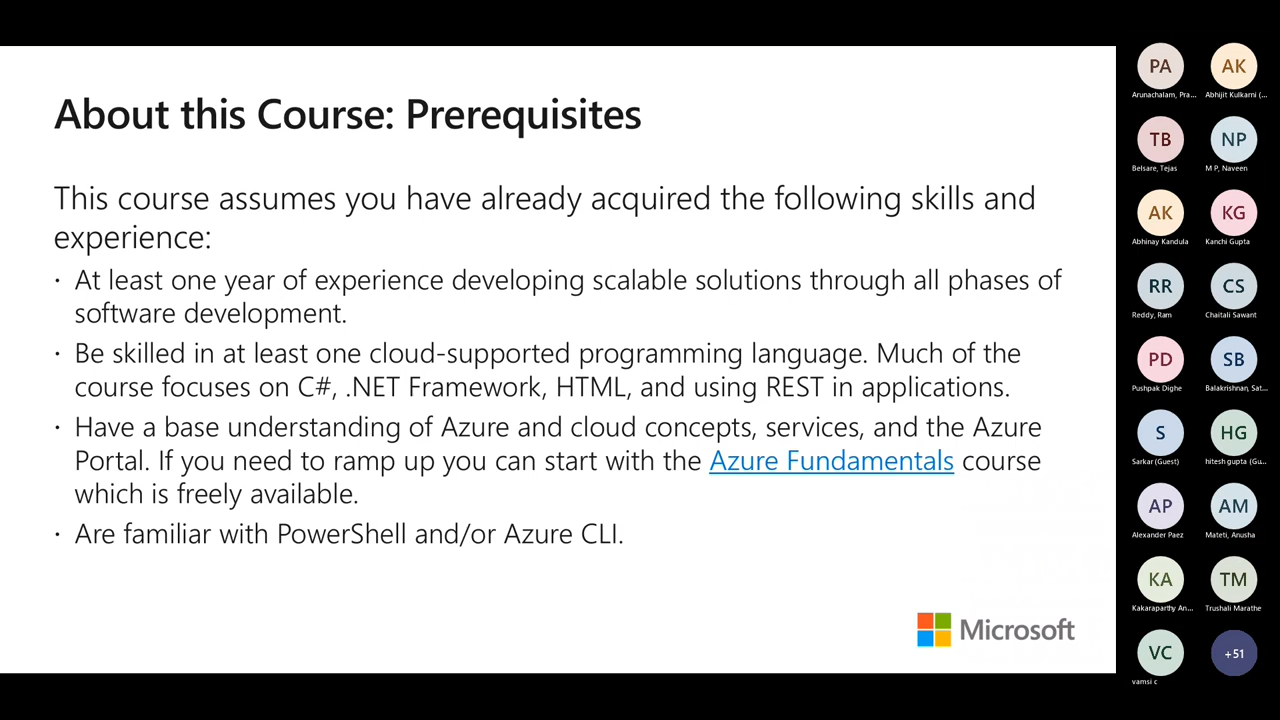 About this Course: Prerequisites
This course assumes you have already acquired the following skills and
experience:
· At least one year of experience developing scalable solutions through all phases of
software development.
· Be skilled in at least one cloud-supported programming language. Much of the
course focuses on C#, .NET Framework, HTML, and using REST in applications.
· Have a base understanding of Azure and cloud concepts, services, and the Azure
Portal. If you need to ramp up you can start with the Azure Fundamentals course
which is freely available.
· Are familiar with PowerShell and/or Azure CLI.
Microsoft
PA AK
Arunachalam, Pra... Abhijit Kulkarni (...
TB NP
Belsare, Tejas M P, Naveen
AK KG
Abhinay Kandula Kanchi Gupta
RR CS
Reddy, Ram Chaitali Sawant
PD SB
Pushpak Dighe Balakrishnan, Sat...
S HG
Sarkar (Guest) hitesh gupta (Gu...
AP AM
Alexander Paez Mateti, Anusha
KA TM
Kakaraparthy An... Trushali Marathe
VC +51
vamsi c